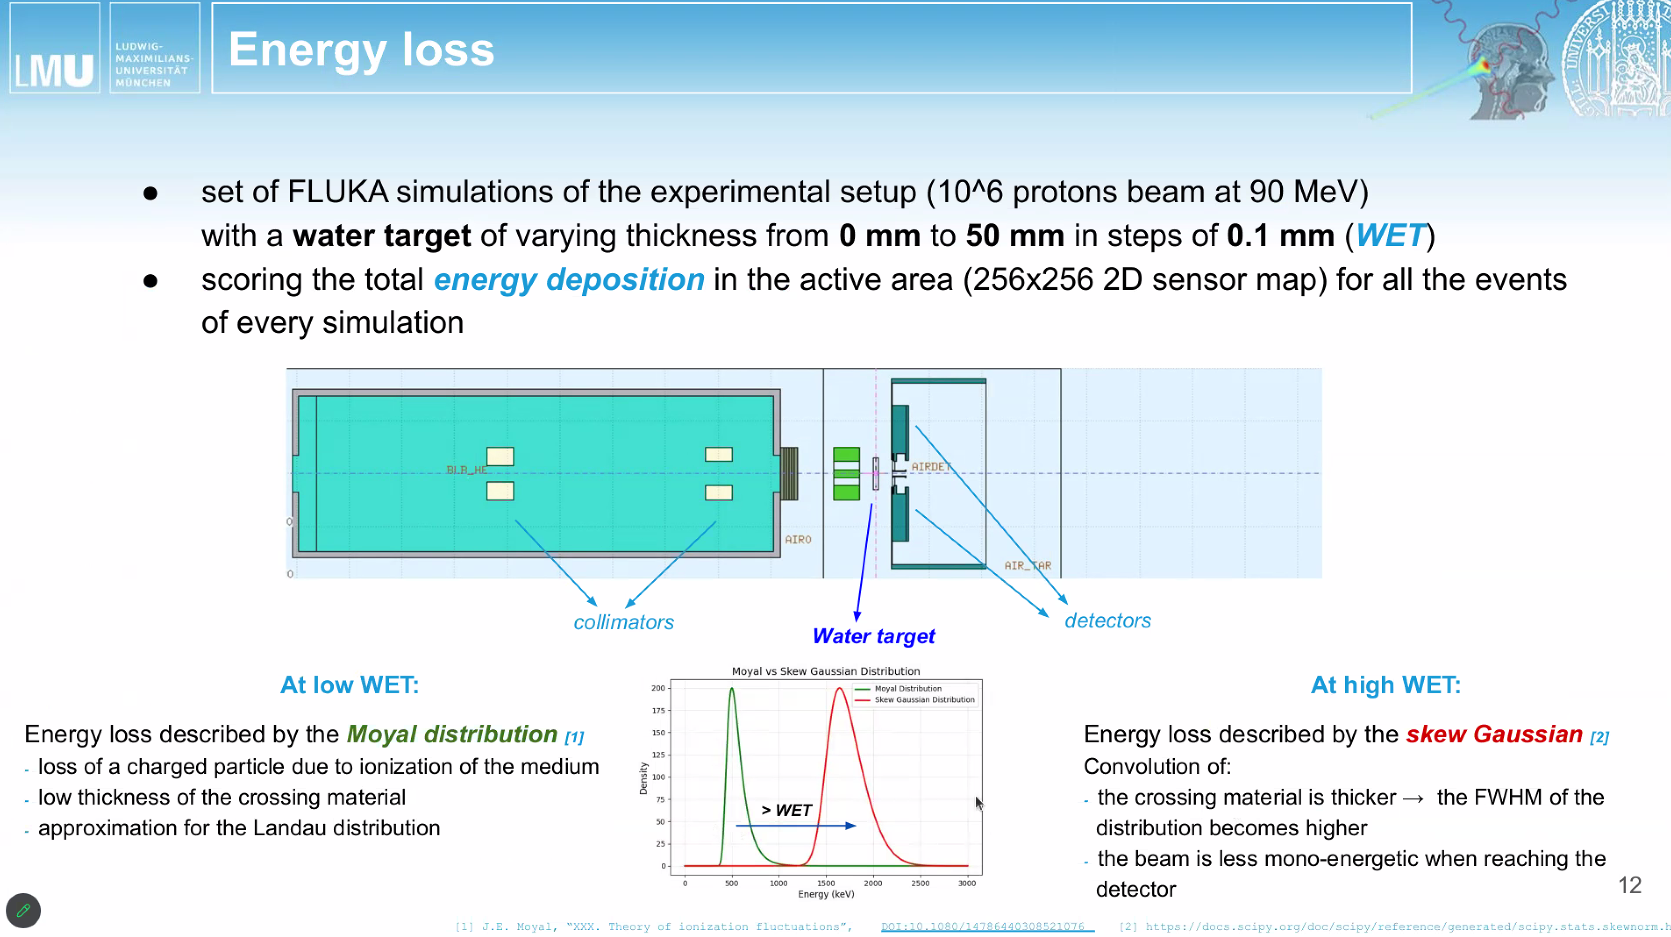 LMU
LUDWIG-
MAXIMILIANS-
UNIVERSITÄT
MÜNCHEN
Energy loss
● set of FLUKA simulations of the experimental setup (10^6 protons beam at 90 MeV)
with a water target of varying thickness from 0 mm to 50 mm in steps of 0.1 mm (WET)
● scoring the total energy deposition in the active area (256x256 2D sensor map) for all the events
of every simulation
BLB_HE
AIRO
AIRDET
AIR_TAR
0
0
collimators
Water target
detectors
At low WET:
Energy loss described by the Moyal distribution [1]
- loss of a charged particle due to ionization of the medium
- low thickness of the crossing material
- approximation for the Landau distribution
Moyal vs Skew Gaussian Distribution
Moyal Distribution
Skew Gaussian Distribution
Density
200
175
150
125
100
75
50
25
0
> WET
0 500 1000 1500 2000 2500 3000
Energy (keV)
At high WET:
Energy loss described by the skew Gaussian [2]
Convolution of:
- the crossing material is thicker → the FWHM of the
distribution becomes higher
- the beam is less mono-energetic when reaching the
detector
12
[1] J.E. Moyal, “XXX. Theory of ionization fluctuations”, DOI:10.1080/14786440308521076 [2] https://docs.scipy.org/doc/scipy/reference/generated/scipy.stats.skewnorm.h